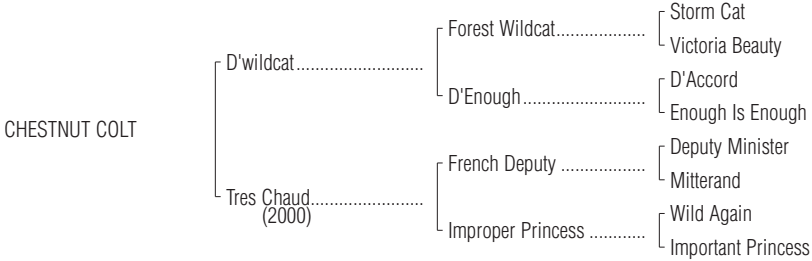 Storm Cat
Forest Wildcat....................
Victoria Beauty
D'wildcat...........................
D'Accord
D'Enough..........................
Enough Is Enough
CHESTNUT COLT
Deputy Minister
French Deputy ..................
Mitterand
Tres Chaud........................
(2000)
Wild Again
Improper Princess ............
Important Princess